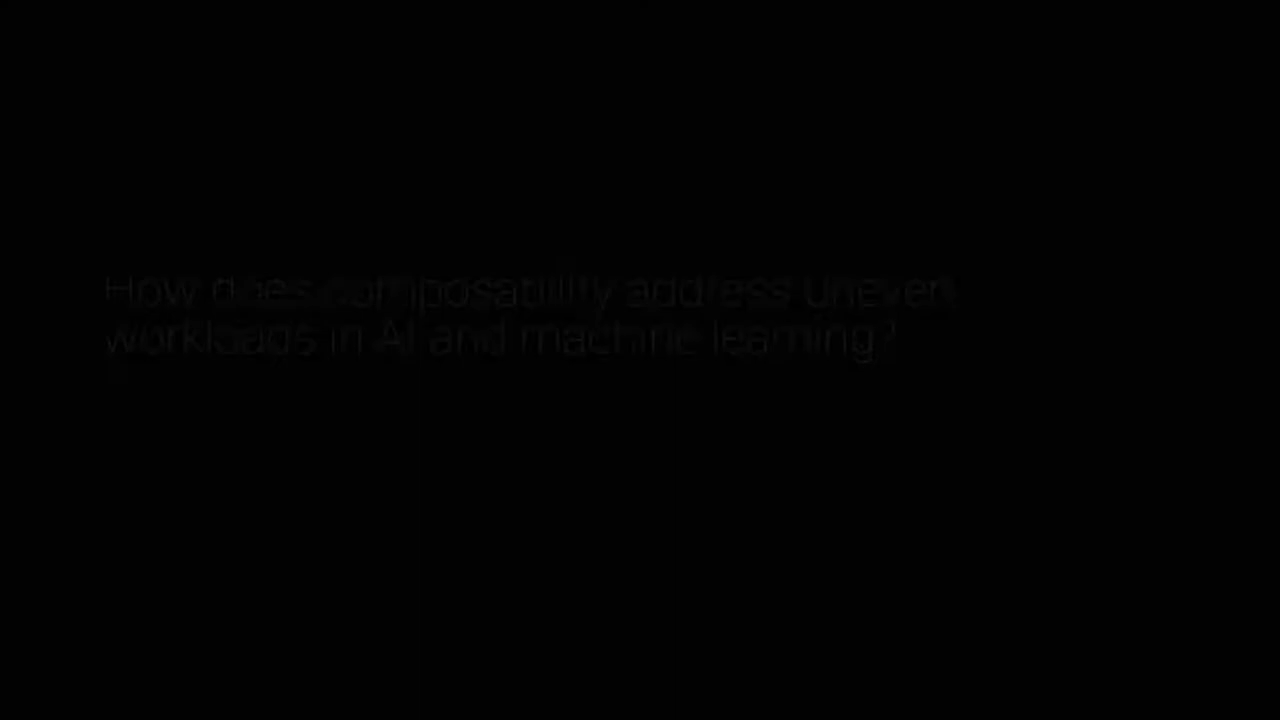 How does composability address uneven
workloads in AI and machine learning?